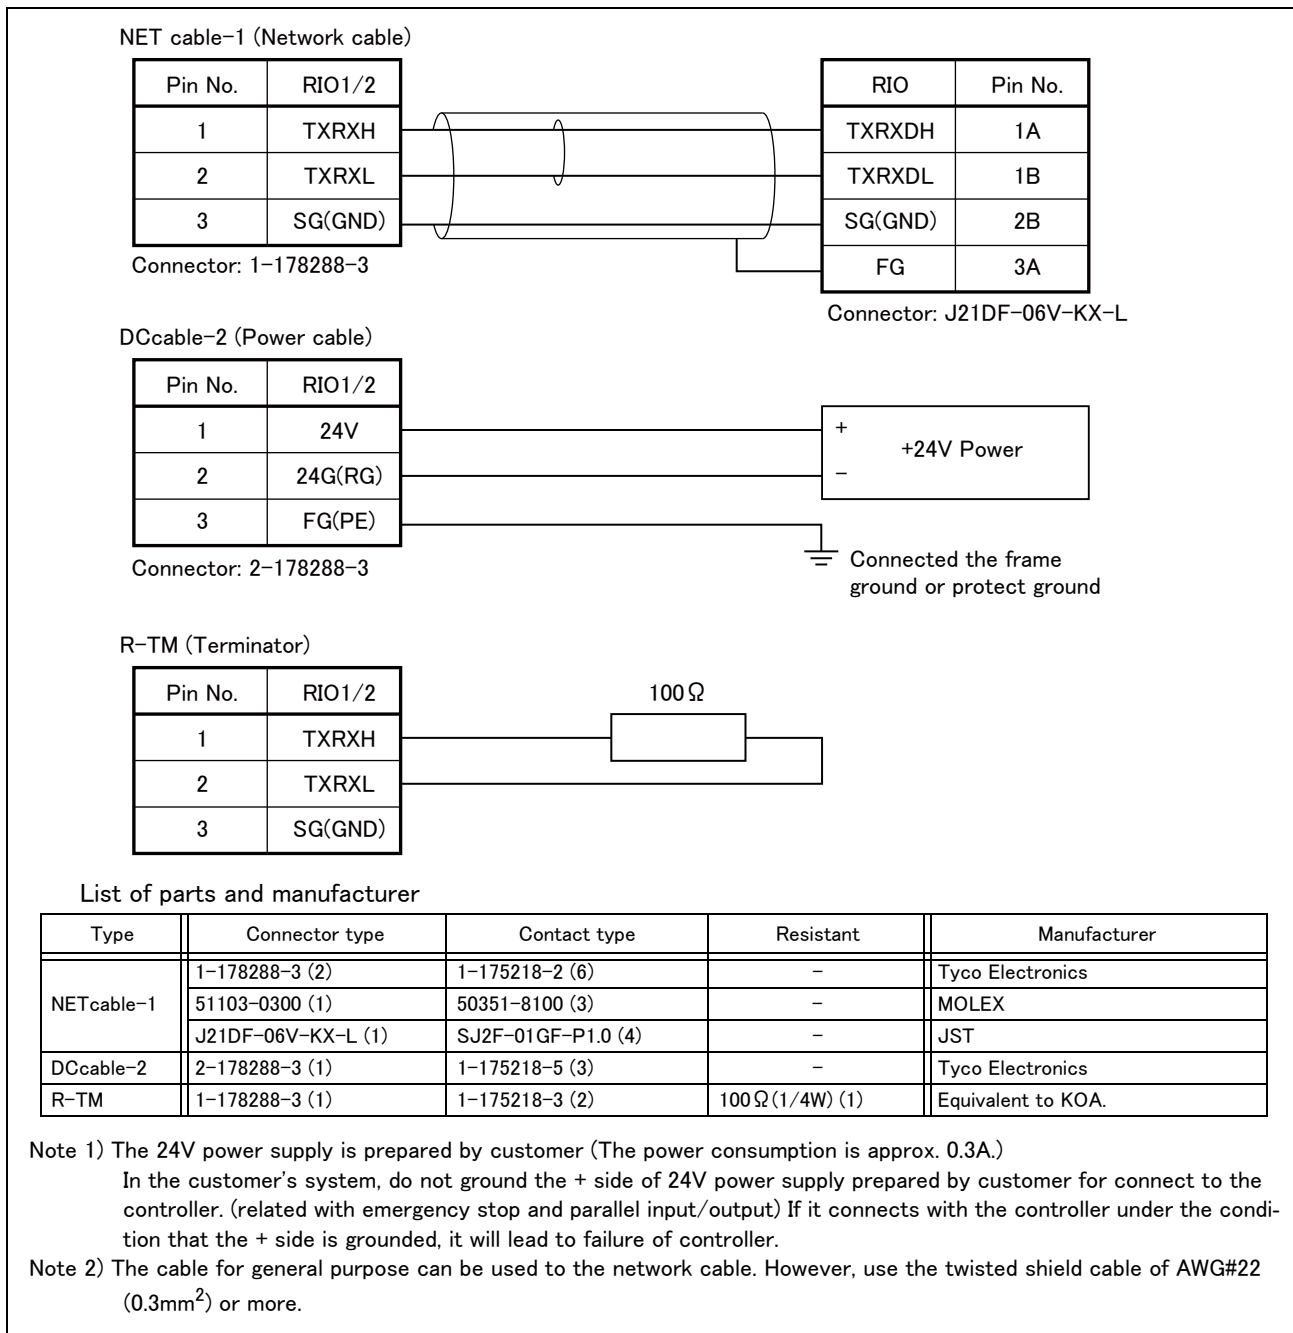 NET cable-1 (Network cable)
Pin No. RIO1/2 RIO Pin No.
1 TXRXH TXRXDH 1A
2 TXRXL TXRXDL 1B
3 SG(GND) SG(GND) 2B
FG 3A
Connector: 1-178288-3
Connector: J21DF-06V-KX-L
DCcable-2 (Power cable)
Pin No. RIO1/2
1 24V +
+24V Power
2 24G(RG) -
3 FG(PE)
Connector: 2-178288-3
Connected the frame
ground or protect ground
R-TM (Terminator)
Pin No. RIO1/2 100Ω
1 TXRXH
2 TXRXL
3 SG(GND)
List of parts and manufacturer
Type Connector type Contact type Resistant Manufacturer
NETcable-1 1-178288-3 (2) 1-175218-2 (6) - Tyco Electronics
51103-0300 (1) 50351-8100 (3) - MOLEX
J21DF-06V-KX-L (1) SJ2F-01GF-P1.0 (4) - JST
DCcable-2 2-178288-3 (1) 1-175218-5 (3) - Tyco Electronics
R-TM 1-178288-3 (1) 1-175218-3 (2) 100Ω(1/4W) (1) Equivalent to KOA.
Note 1) The 24V power supply is prepared by customer (The power consumption is approx. 0.3A.)
In the customer's system, do not ground the + side of 24V power supply prepared by customer for connect to the
controller. (related with emergency stop and parallel input/output) If it connects with the controller under the condi-
tion that the + side is grounded, it will lead to failure of controller.
Note 2) The cable for general purpose can be used to the network cable. However, use the twisted shield cable of AWG#22
(0.3mm2) or more.